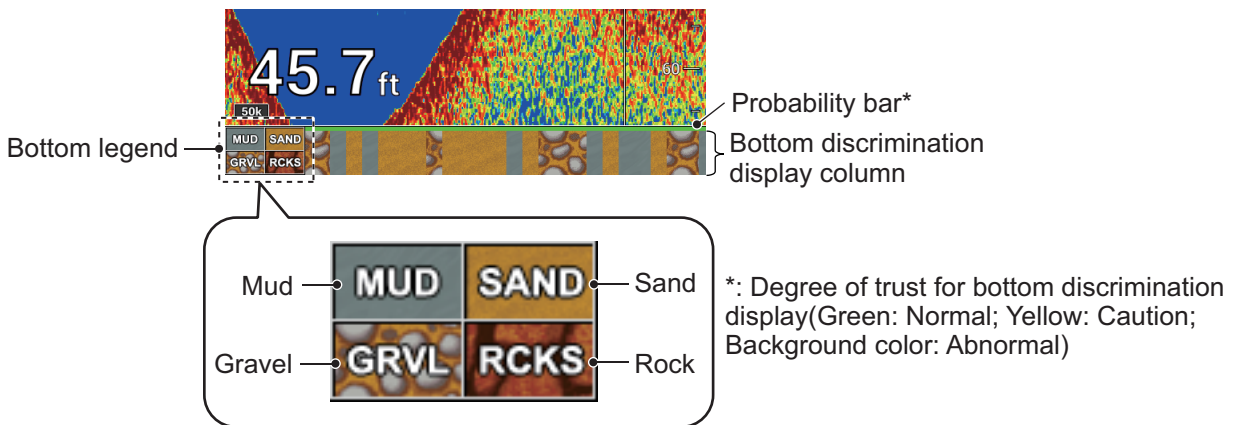 45.7ft
60
50k
Probability bar*
Bottom legend
MUD SAND
GRVL RCKS
Bottom discrimination
display column
Mud
MUD
SAND
Sand
Gravel
GRVL
RCKS
Rock
*: Degree of trust for bottom discrimination
display(Green: Normal; Yellow: Caution;
Background color: Abnormal)